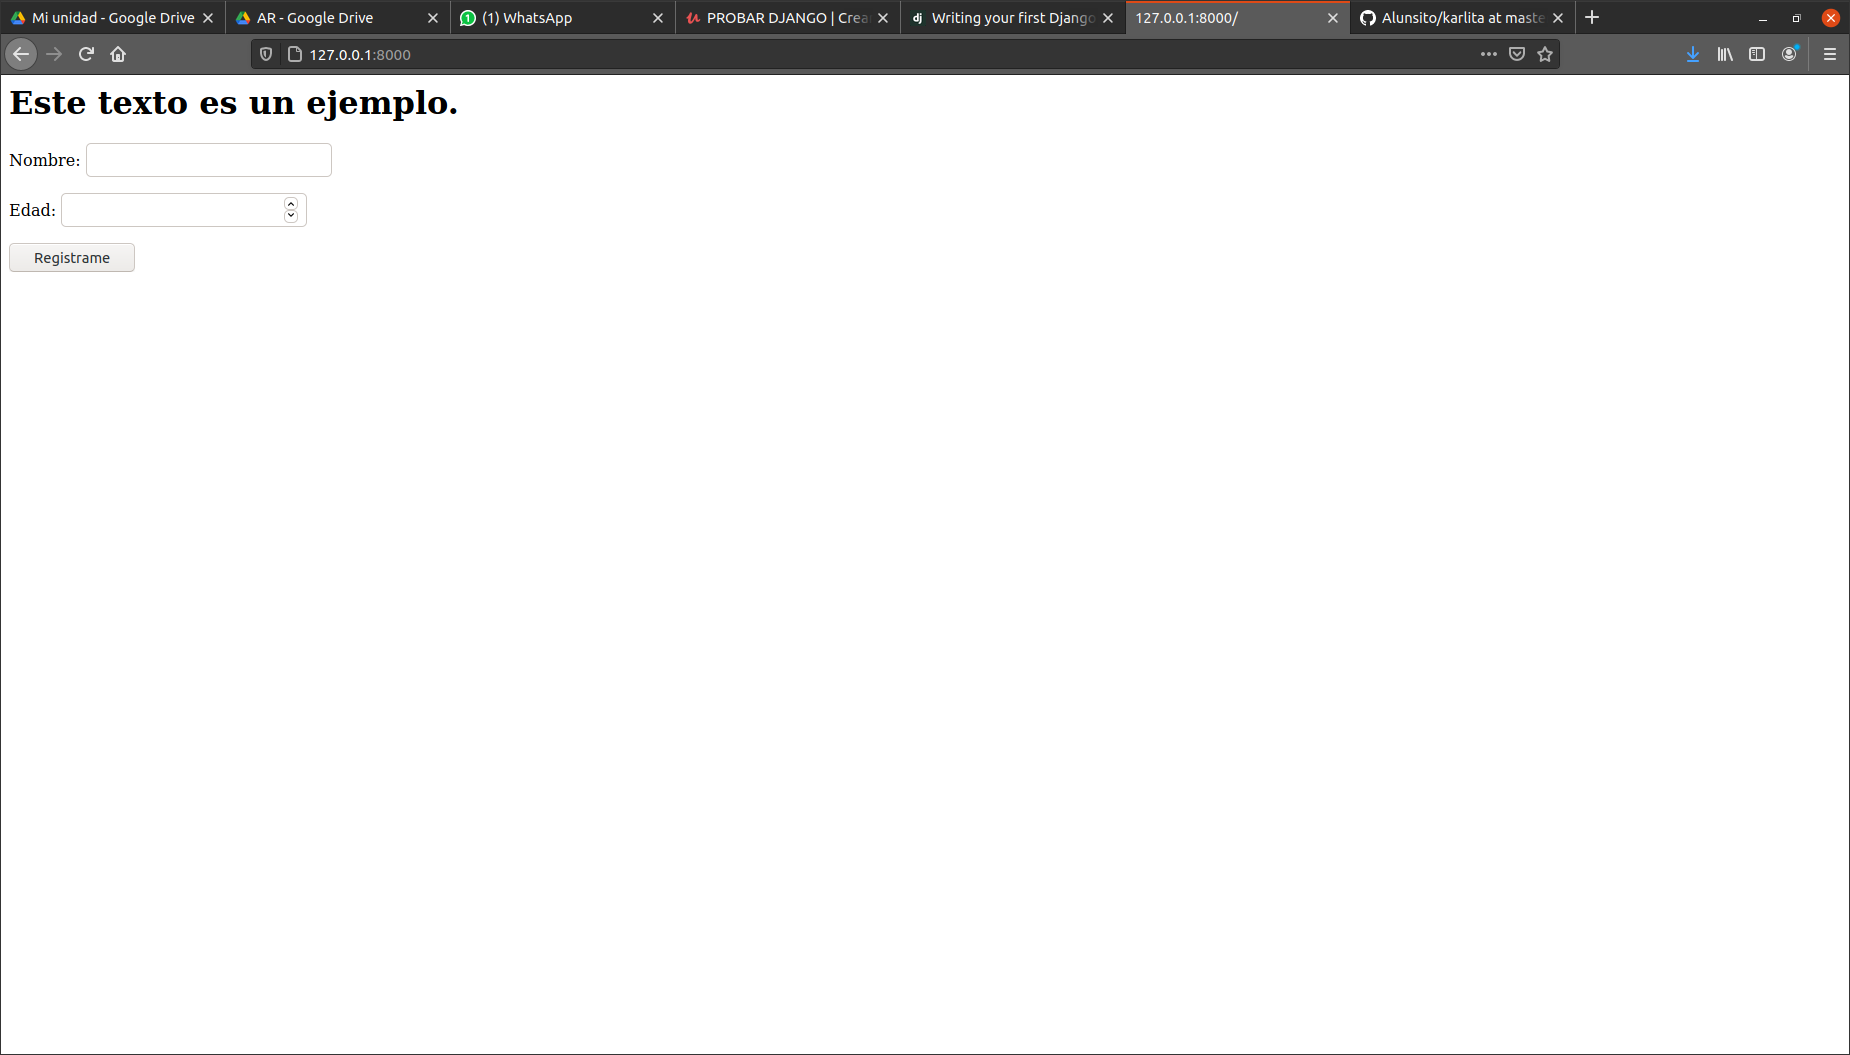 Mi unidad - Google Drive
AR - Google Drive
(1) WhatsApp
PROBAR DJANGO | Crea
Writing your first Django
127.0.0.1:8000/
Alunsito/karlita at maste
127.0.0.1:8000
Este texto es un ejemplo.
Nombre:
Edad:
Registrame